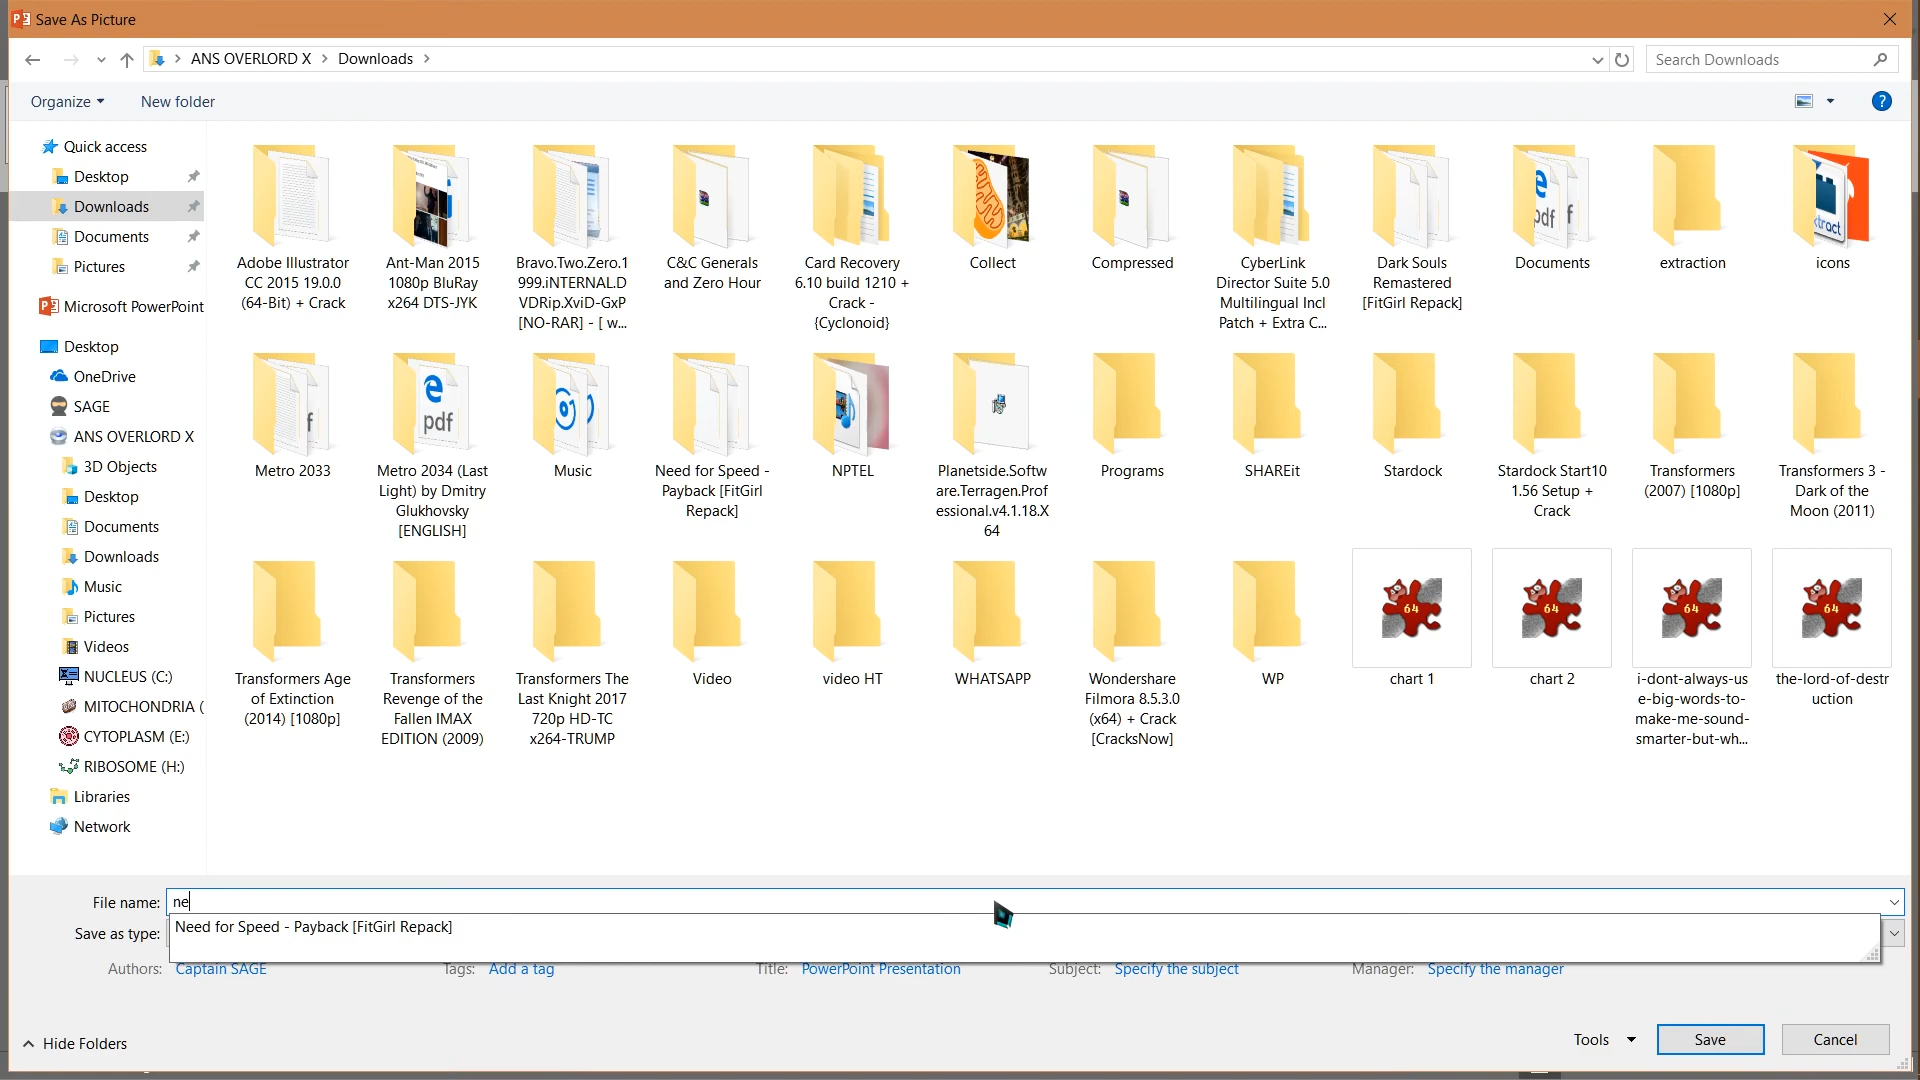 Save As Picture
ANS OVERLORD X > Downloads >
Search Downloads
Organize
New folder
?
Quick access
Desktop
Downloads
Documents
Pictures
Microsoft PowerPoint
Desktop
OneDrive
SAGE
ANS OVERLORD X
3D Objects
Desktop
Documents
Downloads
Music
Pictures
Videos
NUCLEUS (C:)
MITOCHONDRIA (
CYTOPLASM (E:)
RIBOSOME (H:)
Libraries
Network
Adobe Illustrator
CC 2015 19.0.0
(64-Bit) + Crack
Ant-Man 2015
1080p BluRay
x264 DTS-JYK
Bravo.Two.Zero.1
999.iNTERNAL.D
VDRip.XviD-GxP
[NO-RAR] - [ w...
C&C Generals
and Zero Hour
Card Recovery
6.10 build 1210 +
Crack -
{Cyclonoid}
Collect
Compressed
CyberLink
Director Suite 5.0
Multilingual Incl
Patch + Extra C...
Dark Souls
Remastered
[FitGirl Repack]
pdf
Documents
extraction
tract
icons
Metro 2033
pdf
Metro 2034 (Last
Light) by Dmitry
Glukhovsky
[ENGLISH]
Music
Need for Speed -
Payback [FitGirl
Repack]
NPTEL
Planetside.Softw
are.Terragen.Prof
essional.v4.1.18.X
64
Programs
SHAREit
Stardock
Stardock Start10
1.56 Setup +
Crack
Transformers
(2007) [1080p]
Transformers 3 -
Dark of the
Moon (2011)
Transformers Age
of Extinction
(2014) [1080p]
Transformers
Revenge of the
Fallen IMAX
EDITION (2009)
Transformers The
Last Knight 2017
720p HD-TC
x264-TRUMP
Video
video HT
WHATSAPP
Wondershare
Filmora 8.5.3.0
(x64) + Crack
[CracksNow]
WP
64
chart 1
64
chart 2
64
i-dont-always-us
e-big-words-to-
make-me-sound-
smarter-but-wh...
64
the-lord-of-destr
uction
File name: ne
Need for Speed - Payback [FitGirl Repack]
Save as type:
Authors: Captain SAGE
Tags: Add a tag
Title: PowerPoint Presentation
Subject: Specify the subject
Manager: Specify the manager
Hide Folders
Tools
Save
Cancel